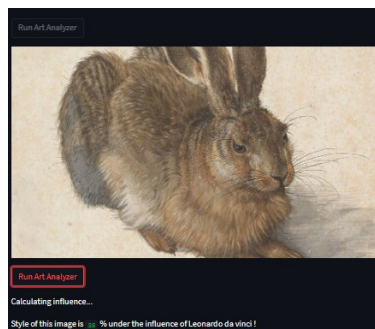 Run Art Analyzer
Run Art Analyzer
Calculating influence...
Style of this image is % under the influence of Leonardo da vinci !